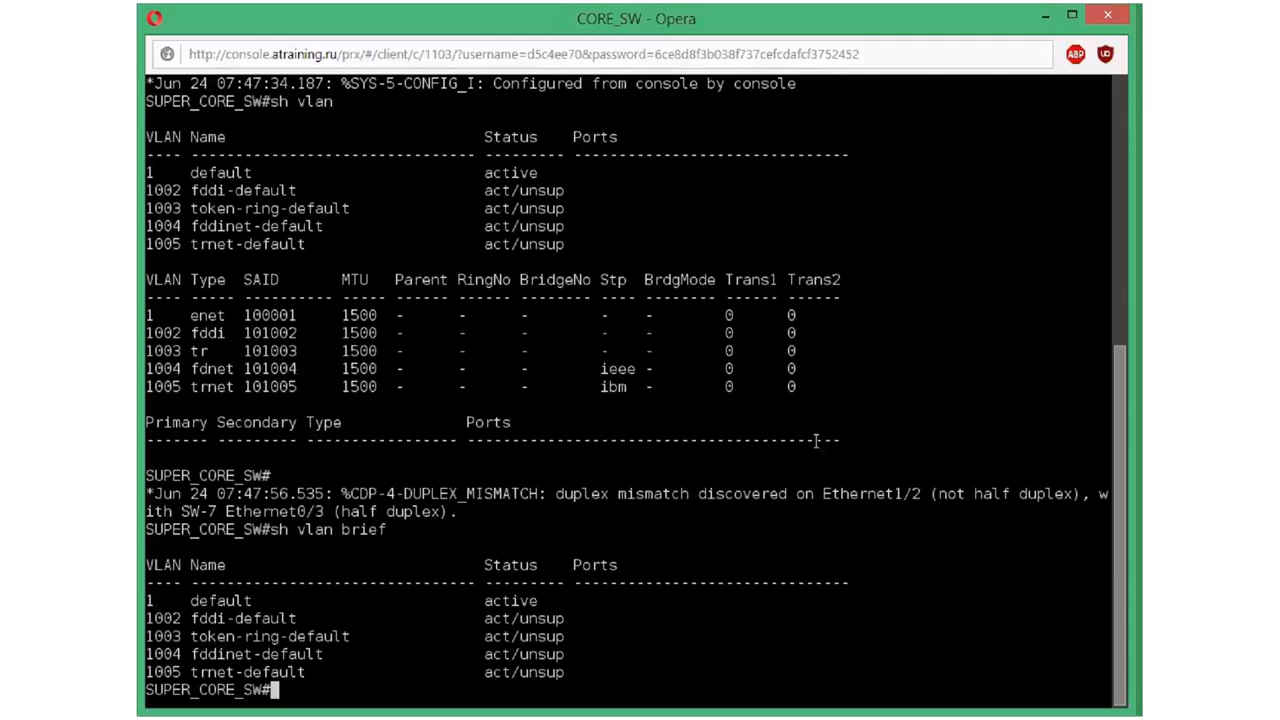 CORE_SW - Opera
http://console.atraining.ru/prx/#/client/c/1103/?username=d5c4ee70&password=6ce8d8f3b038f737cefcdafcf3752452
ABP
*Jun 24 07:47:34.187: %SYS-5-CONFIG_I: Configured from console by console
SUPER_CORE_SW#sh vlan
VLAN Name                             Status    Ports
---- -------------------------------- --------- -------------------------------
1    default                          active
1002 fddi-default                     act/unsup
1003 token-ring-default               act/unsup
1004 fddinet-default                  act/unsup
1005 trnet-default                    act/unsup
VLAN Type  SAID       MTU   Parent RingNo BridgeNo Stp  BrdgMode Trans1 Trans2
---- ----- ---------- ----- ------ ------ -------- ---- -------- ------ ------
1    enet  100001     1500  -      -      -        -    -        0      0
1002 fddi  101002     1500  -      -      -        -    -        0      0
1003 tr    101003     1500  -      -      -        -    -        0      0
1004 fdnet 101004     1500  -      -      -        ieee -        0      0
1005 trnet 101005     1500  -      -      -        ibm  -        0      0
Primary Secondary Type              Ports
------- --------- ----------------- ------------------------------------------
SUPER_CORE_SW#
*Jun 24 07:47:56.535: %CDP-4-DUPLEX_MISMATCH: duplex mismatch discovered on Ethernet1/2 (not half duplex), w
ith SW-7 Ethernet0/3 (half duplex).
SUPER_CORE_SW#sh vlan brief
VLAN Name                             Status    Ports
---- -------------------------------- --------- -------------------------------
1    default                          active
1002 fddi-default                     act/unsup
1003 token-ring-default               act/unsup
1004 fddinet-default                  act/unsup
1005 trnet-default                    act/unsup
SUPER_CORE_SW#